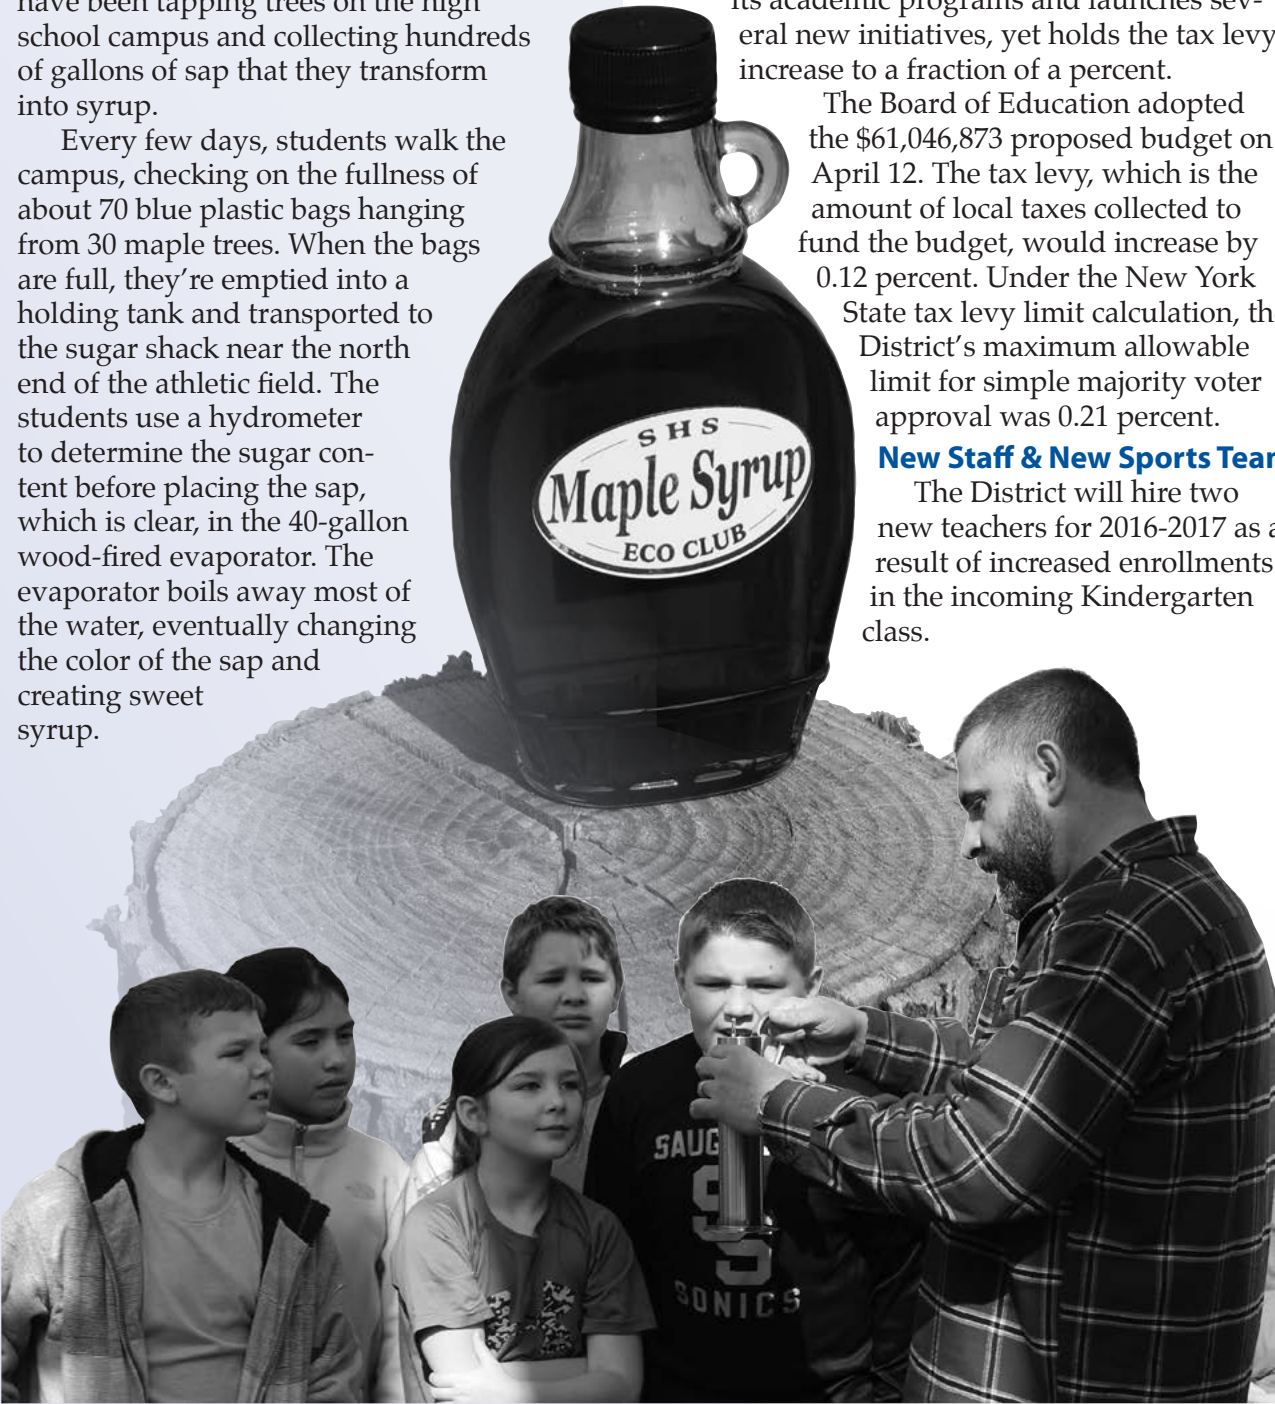 have been tapping trees on the high
school campus and collecting hundreds
of gallons of sap that they transform
into syrup.
Every few days, students walk the
campus, checking on the fullness of
about 70 blue plastic bags hanging
from 30 maple trees. When the bags
are full, they’re emptied into a
holding tank and transported to
the sugar shack near the north
end of the athletic field. The
students use a hydrometer
to determine the sugar con-
tent before placing the sap,
which is clear, in the 40-gallon
wood-fired evaporator. The
evaporator boils away most of
the water, eventually changing
the color of the sap and
creating sweet
syrup.
its academic programs and launches sev-
eral new initiatives, yet holds the tax levy
increase to a fraction of a percent.
The Board of Education adopted
the $61,046,873 proposed budget on
April 12. The tax levy, which is the
amount of local taxes collected to
fund the budget, would increase by
0.12 percent. Under the New York
State tax levy limit calculation, the
District’s maximum allowable
limit for simple majority voter
approval was 0.21 percent.
New Staff & New Sports Team
The District will hire two
new teachers for 2016-2017 as a
result of increased enrollments
in the incoming Kindergarten
class.
SHS
Maple Syrup
ECO CLUB
SAUG
S
SONICS